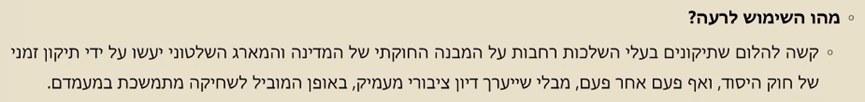 ◦ מהו השימוש לרעה?
◦ קשה להלום שתיקונים בעלי השלכות רחבות על המבנה החוקתי של המדינה והמארג השלטוני יעשו על ידי תיקון זמני
של חוק היסוד, ואף פעם אחר פעם, מבלי שייערך דיון ציבורי מעמיק, באופן המוביל לשחיקה מתמשכת במעמדם.